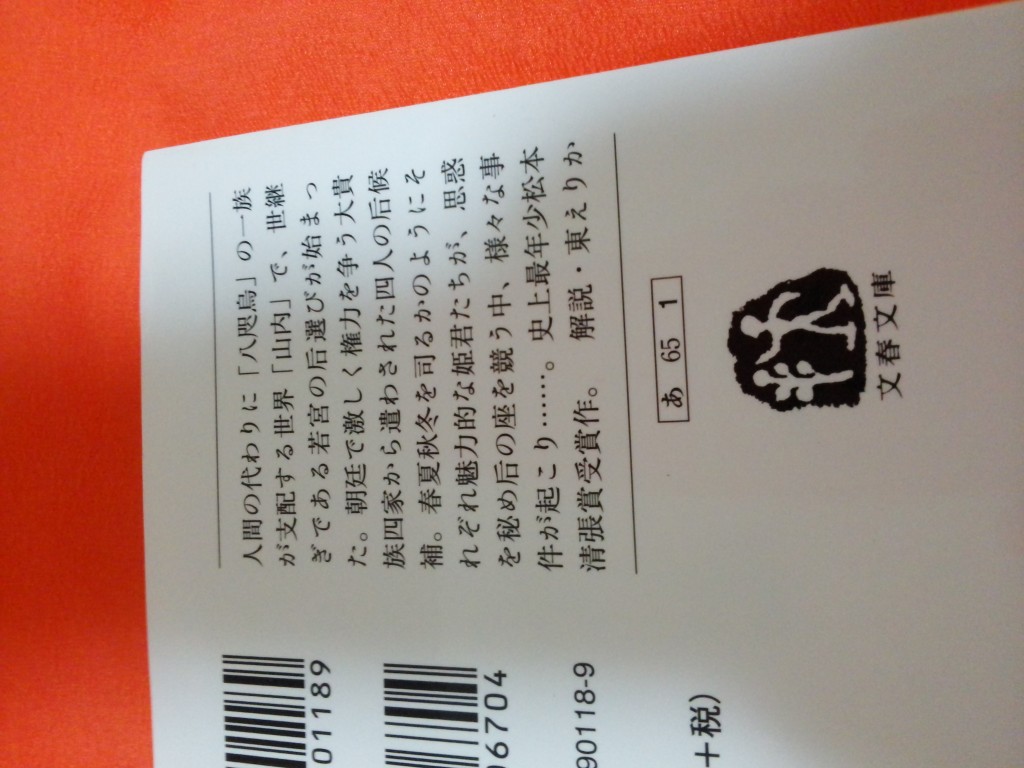 人間の代わりに「八咫烏」の一族
が支配する世界「山内」で、世継
ぎである若宮の后選びが始まっ
た。朝廷で激しく権力を争う大貴
族四家から遣わされた四人の后候
補。春夏秋冬を司るかのようにそ
れぞれ魅力的な姫君たちが、思惑
を秘め后の座を競う中、様々な事
件が起こり……。史上最年少松本
清張賞受賞作。　解説・東えりか
あ 65 1
文春文庫
01189
06704
90118-9
＋税）